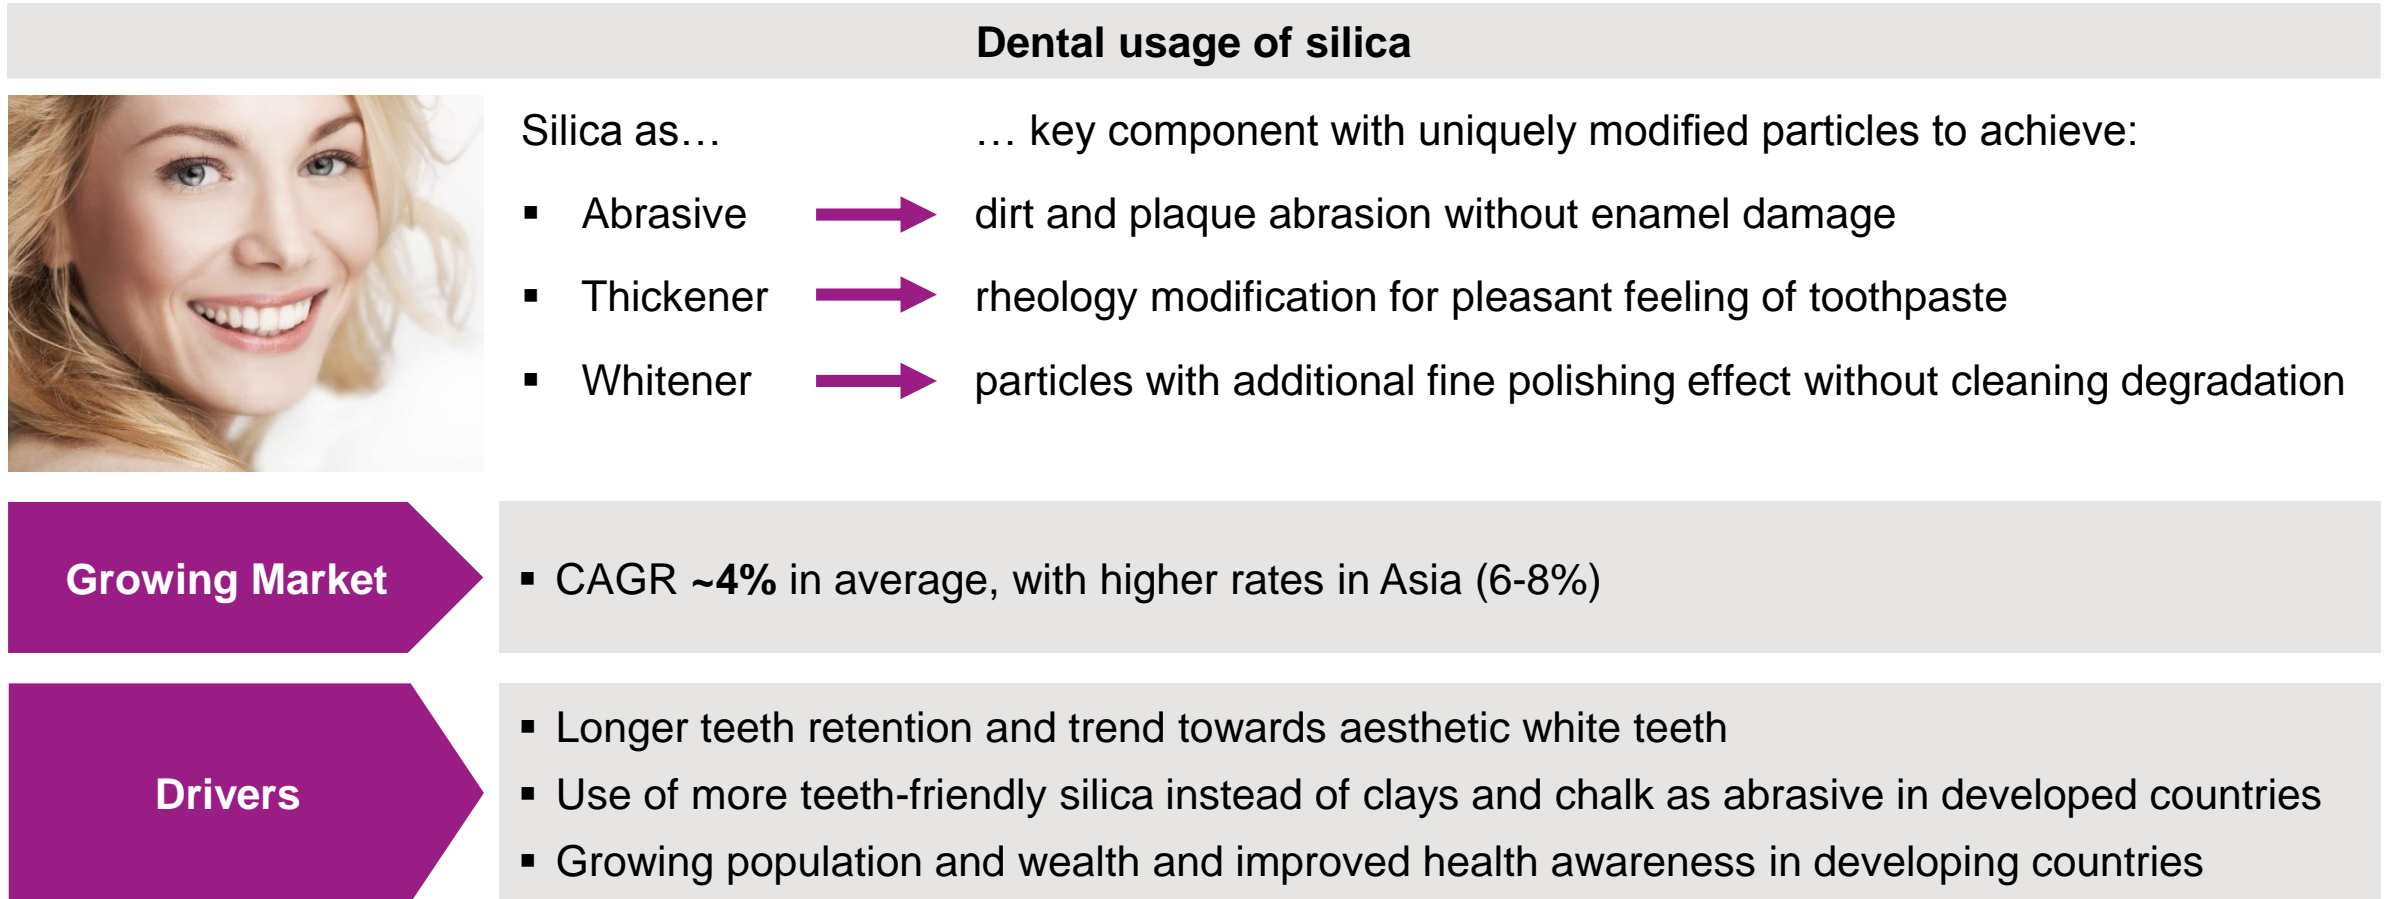 Dental usage of silica
Silica as… … key component with uniquely modified particles to achieve:
▪ Abrasive dirt and plaque abrasion without enamel damage
▪ Thickener rheology modification for pleasant feeling of toothpaste
▪ Whitener particles with additional fine polishing effect without cleaning degradation
Growing Market
▪ CAGR ~4% in average, with higher rates in Asia (6-8%)
Drivers
▪ Longer teeth retention and trend towards aesthetic white teeth
▪ Use of more teeth-friendly silica instead of clays and chalk as abrasive in developed countries
▪ Growing population and wealth and improved health awareness in developing countries